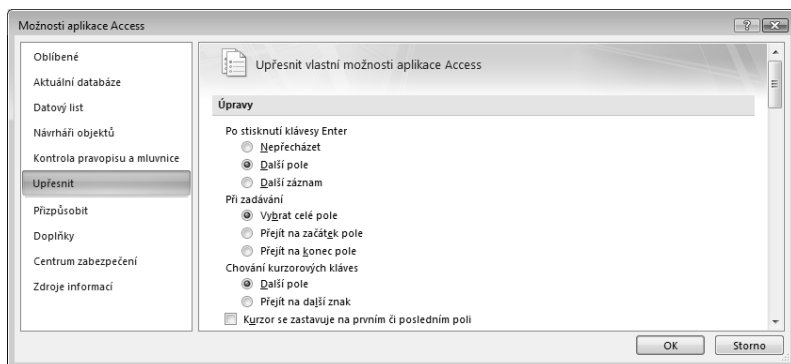 Možnosti aplikace Access
Oblíbené
Aktuální databáze
Datový list
Návrháři objektů
Kontrola pravopisu a mluvnice
Upřesnit
Přizpůsobit
Doplňky
Centrum zabezpečení
Zdroje informací
Upřesnit vlastní možnosti aplikace Access
Úpravy
Po stisknutí klávesy Enter
Nepřecházet
Další pole
Další záznam
Při zadávání
Vybrat celé pole
Přejít na začátek pole
Přejít na konec pole
Chování kurzorových kláves
Další pole
Přejít na další znak
Kurzor se zastavuje na prvním či posledním poli
OK
Storno